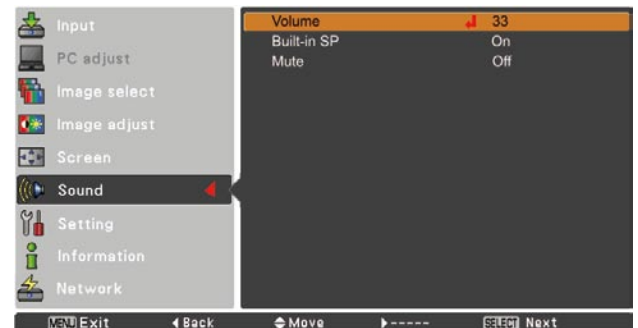 Input
PC adjust
Image select
Image adjust
Screen
Sound
Setting
Information
Network
Volume 33
Built-in SP On
Mute Off
MENU Exit ◀Back Move ▶----- SELECT Next